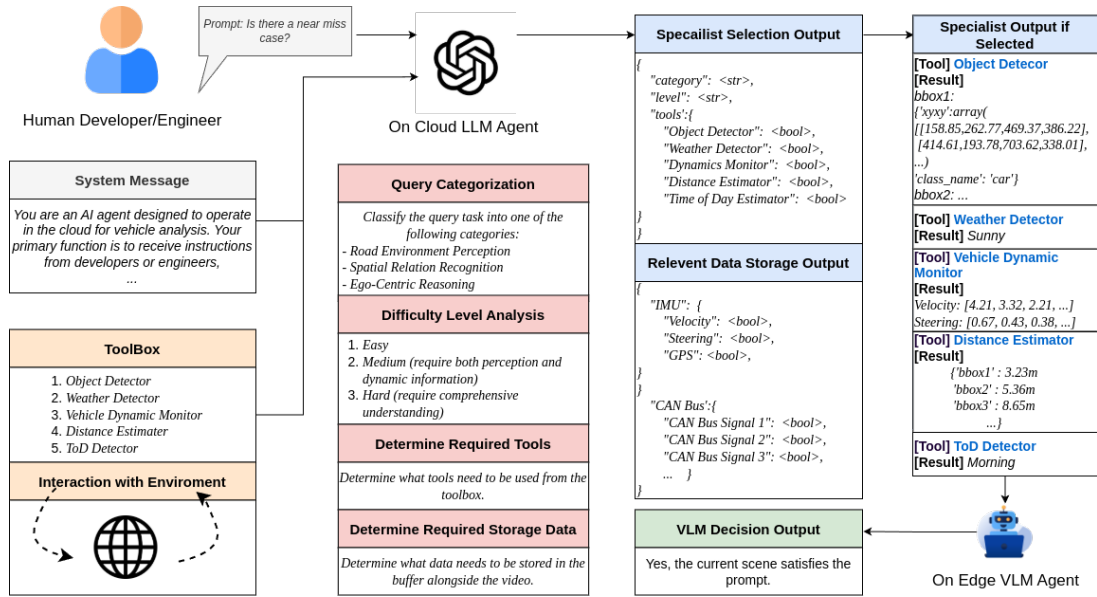 Prompt: Is there a near miss
case?
Human Developer/Engineer
On Cloud LLM Agent
System Message
You are an AI agent designed to operate
in the cloud for vehicle analysis. Your
primary function is to receive instructions
from developers or engineers,
...
ToolBox
1. Object Detector
2. Weather Detector
3. Vehicle Dynamic Monitor
4. Distance Estimater
5. ToD Detector
Interaction with Enviroment
Query Categorization
Classify the query task into one of the
following categories:
- Road Environment Perception
- Spatial Relation Recognition
- Ego-Centric Reasoning
Difficulty Level Analysis
1. Easy
2. Medium (require both perception and
dynamic information)
3. Hard (require comprehensive
understanding)
Determine Required Tools
Determine what tools need to be used from the
toolbox.
Determine Required Storage Data
Determine what data needs to be stored in the
buffer alongside the video.
Specailist Selection Output
{
"category": <str>,
"level": <str>,
"tools':{
"Object Detector": <bool>,
"Weather Detector": <bool>,
"Dynamics Monitor": <bool>,
"Distance Estimator": <bool>,
"Time of Day Estimator": <bool>
}
}
Relevent Data Storage Output
{
"IMU": {
"Velocity": <bool>,
"Steering": <bool>,
"GPS": <bool>,
}
}
"CAN Bus':{
"CAN Bus Signal 1": <bool>,
"CAN Bus Signal 2": <bool>,
"CAN Bus Signal 3": <bool>,
... }
}
VLM Decision Output
Yes, the current scene satisfies the
prompt.
Specialist Output if
Selected
[Tool] Object Detecor
[Result]
bbox1:
{'xyxy':array(
[[158.85,262.77,469.37,386.22],
[414.61,193.78,703.62,338.01],
...)
'class_name': 'car'}
bbox2: ...
[Tool] Weather Detector
[Result] Sunny
[Tool] Vehicle Dynamic
Monitor
[Result]
Velocity: [4.21, 3.32, 2.21, ...]
Steering: [0.67, 0.43, 0.38, ...]
[Tool] Distance Estimator
[Result]
{'bbox1' : 3.23m
'bbox2' : 5.36m
'bbox3' : 8.65m
...}
[Tool] ToD Detector
[Result] Morning
On Edge VLM Agent